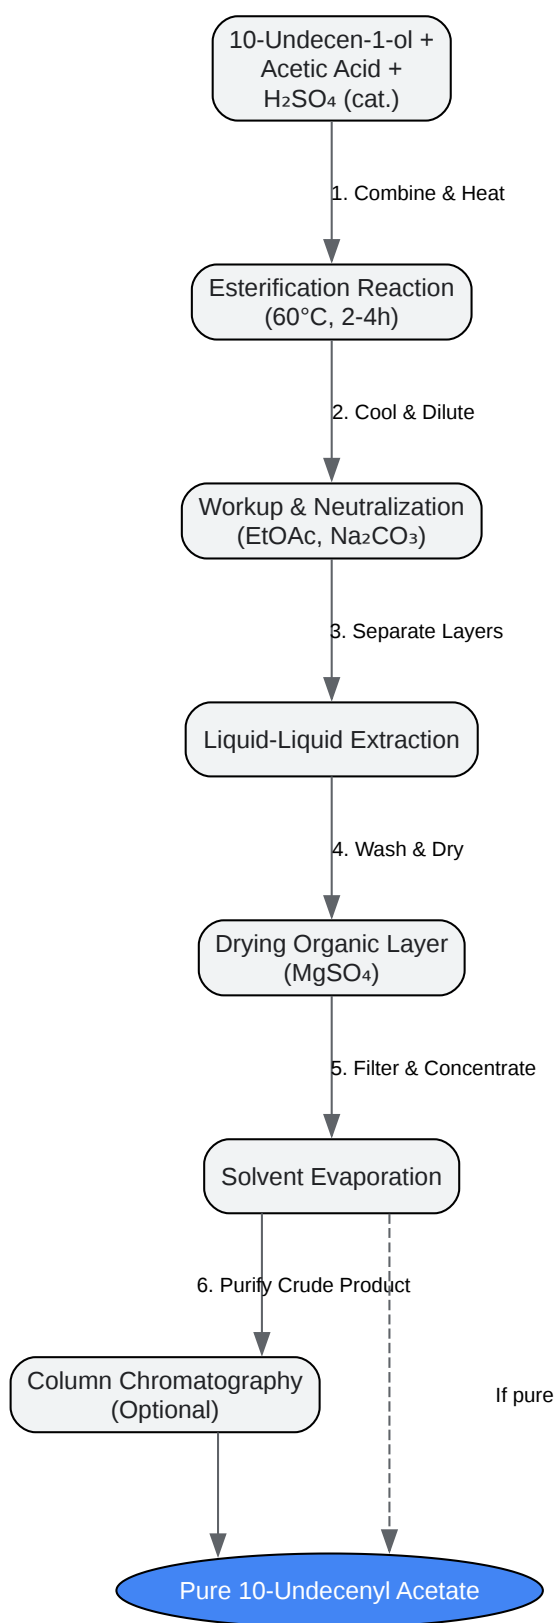 10-Undecen-1-ol +
Acetic Acid +
H₂SO₄ (cat.)
1. Combine & Heat
Esterification Reaction
(60°C, 2-4h)
2. Cool & Dilute
Workup & Neutralization
(EtOAc, Na₂CO₃)
3. Separate Layers
Liquid-Liquid Extraction
4. Wash & Dry
Drying Organic Layer
(MgSO₄)
5. Filter & Concentrate
Solvent Evaporation
6. Purify Crude Product
Column Chromatography
(Optional)
If pure
Pure 10-Undecenyl Acetate